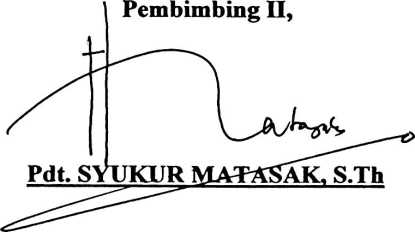 Pembimbing II,
Pdt. SYUKUR MATASAK, S.Th